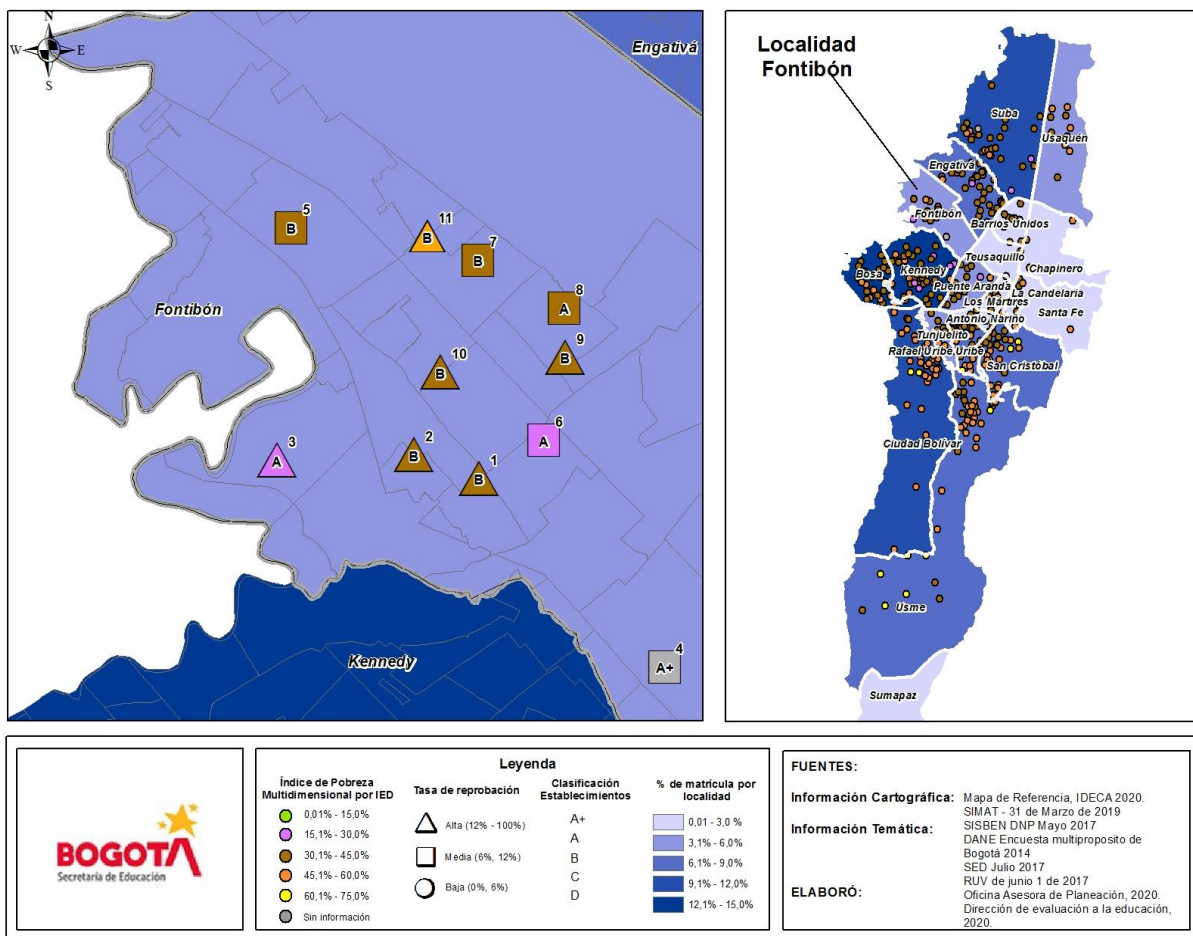 N
W
E
S
Engativá
Fontibón
Kennedy
5
B
11
B
7
B
8
A
9
B
10
B
6
A
3
A
2
B
1
B
4
A+
Localidad
Fontibón
Suba
Usaquén
Engativá
Fontibón
Barrios Unidos
Teusaquillo
Chapinero
Bosa
Kennedy
Puente Aranda
La Candelaria
Los Mártires
Santa Fe
Antonio Nariño
Tunjuelito
Rafael Uribe Uribe
San Cristóbal
Ciudad Bolívar
Usme
Sumapaz
BOGOTÁ
Secretaría de Educación
Leyenda
Índice de Pobreza
Multidimensional por IED
0,01% - 15,0%
15,1% - 30,0%
30,1% - 45,0%
45,1% - 60,0%
60,1% - 75,0%
Sin información
Tasa de reprobación
Alta (12% - 100%)
Media (6%, 12%)
Baja (0%, 6%)
Clasificación
Establecimientos
A+
A
B
C
D
% de matrícula por
localidad
0,01 - 3,0 %
3,1% - 6,0%
6,1% - 9,0%
9,1% - 12,0%
12,1% - 15,0%
FUENTES:
Información Cartográfica: Mapa de Referencia, IDECA 2020.
SIMAT - 31 de Marzo de 2019
Información Temática: SISBEN DNP Mayo 2017
DANE Encuesta multiproposito de
Bogotá 2014
SED Julio 2017
RUV de junio 1 de 2017
ELABORÓ: Oficina Asesora de Planeación, 2020.
Dirección de evaluación a la educación,
2020.